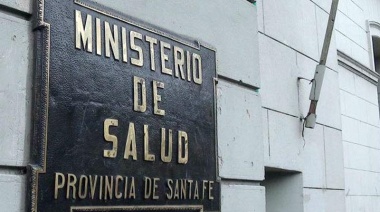 MINISTERIO
DE
SALUD
PROVINCIA DE SANTA FE